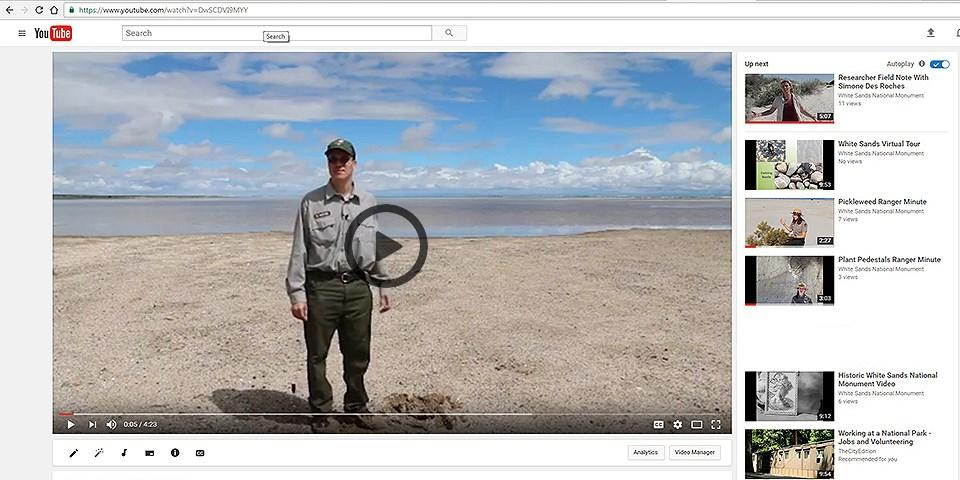 https://www.youtube.com/watch?v=DwSCDVI9MYY
YouTube
Search
Search
Up next
Autoplay
Researcher Field Note With
Simone Des Roches
White Sands National Monument
11 views
5:07
White Sands Virtual Tour
White Sands National Monument
No views
9:53
Pickleweed Ranger Minute
White Sands National Monument
7 views
2:27
Plant Pedestals Ranger Minute
White Sands National Monument
3 views
3:03
Historic White Sands National
Monument Video
White Sands National Monument
6 views
9:12
Working at a National Park -
Jobs and Volunteering
TheCityEdition
Recommended for you
9:54
0:05 / 4:23
Analytics
Video Manager